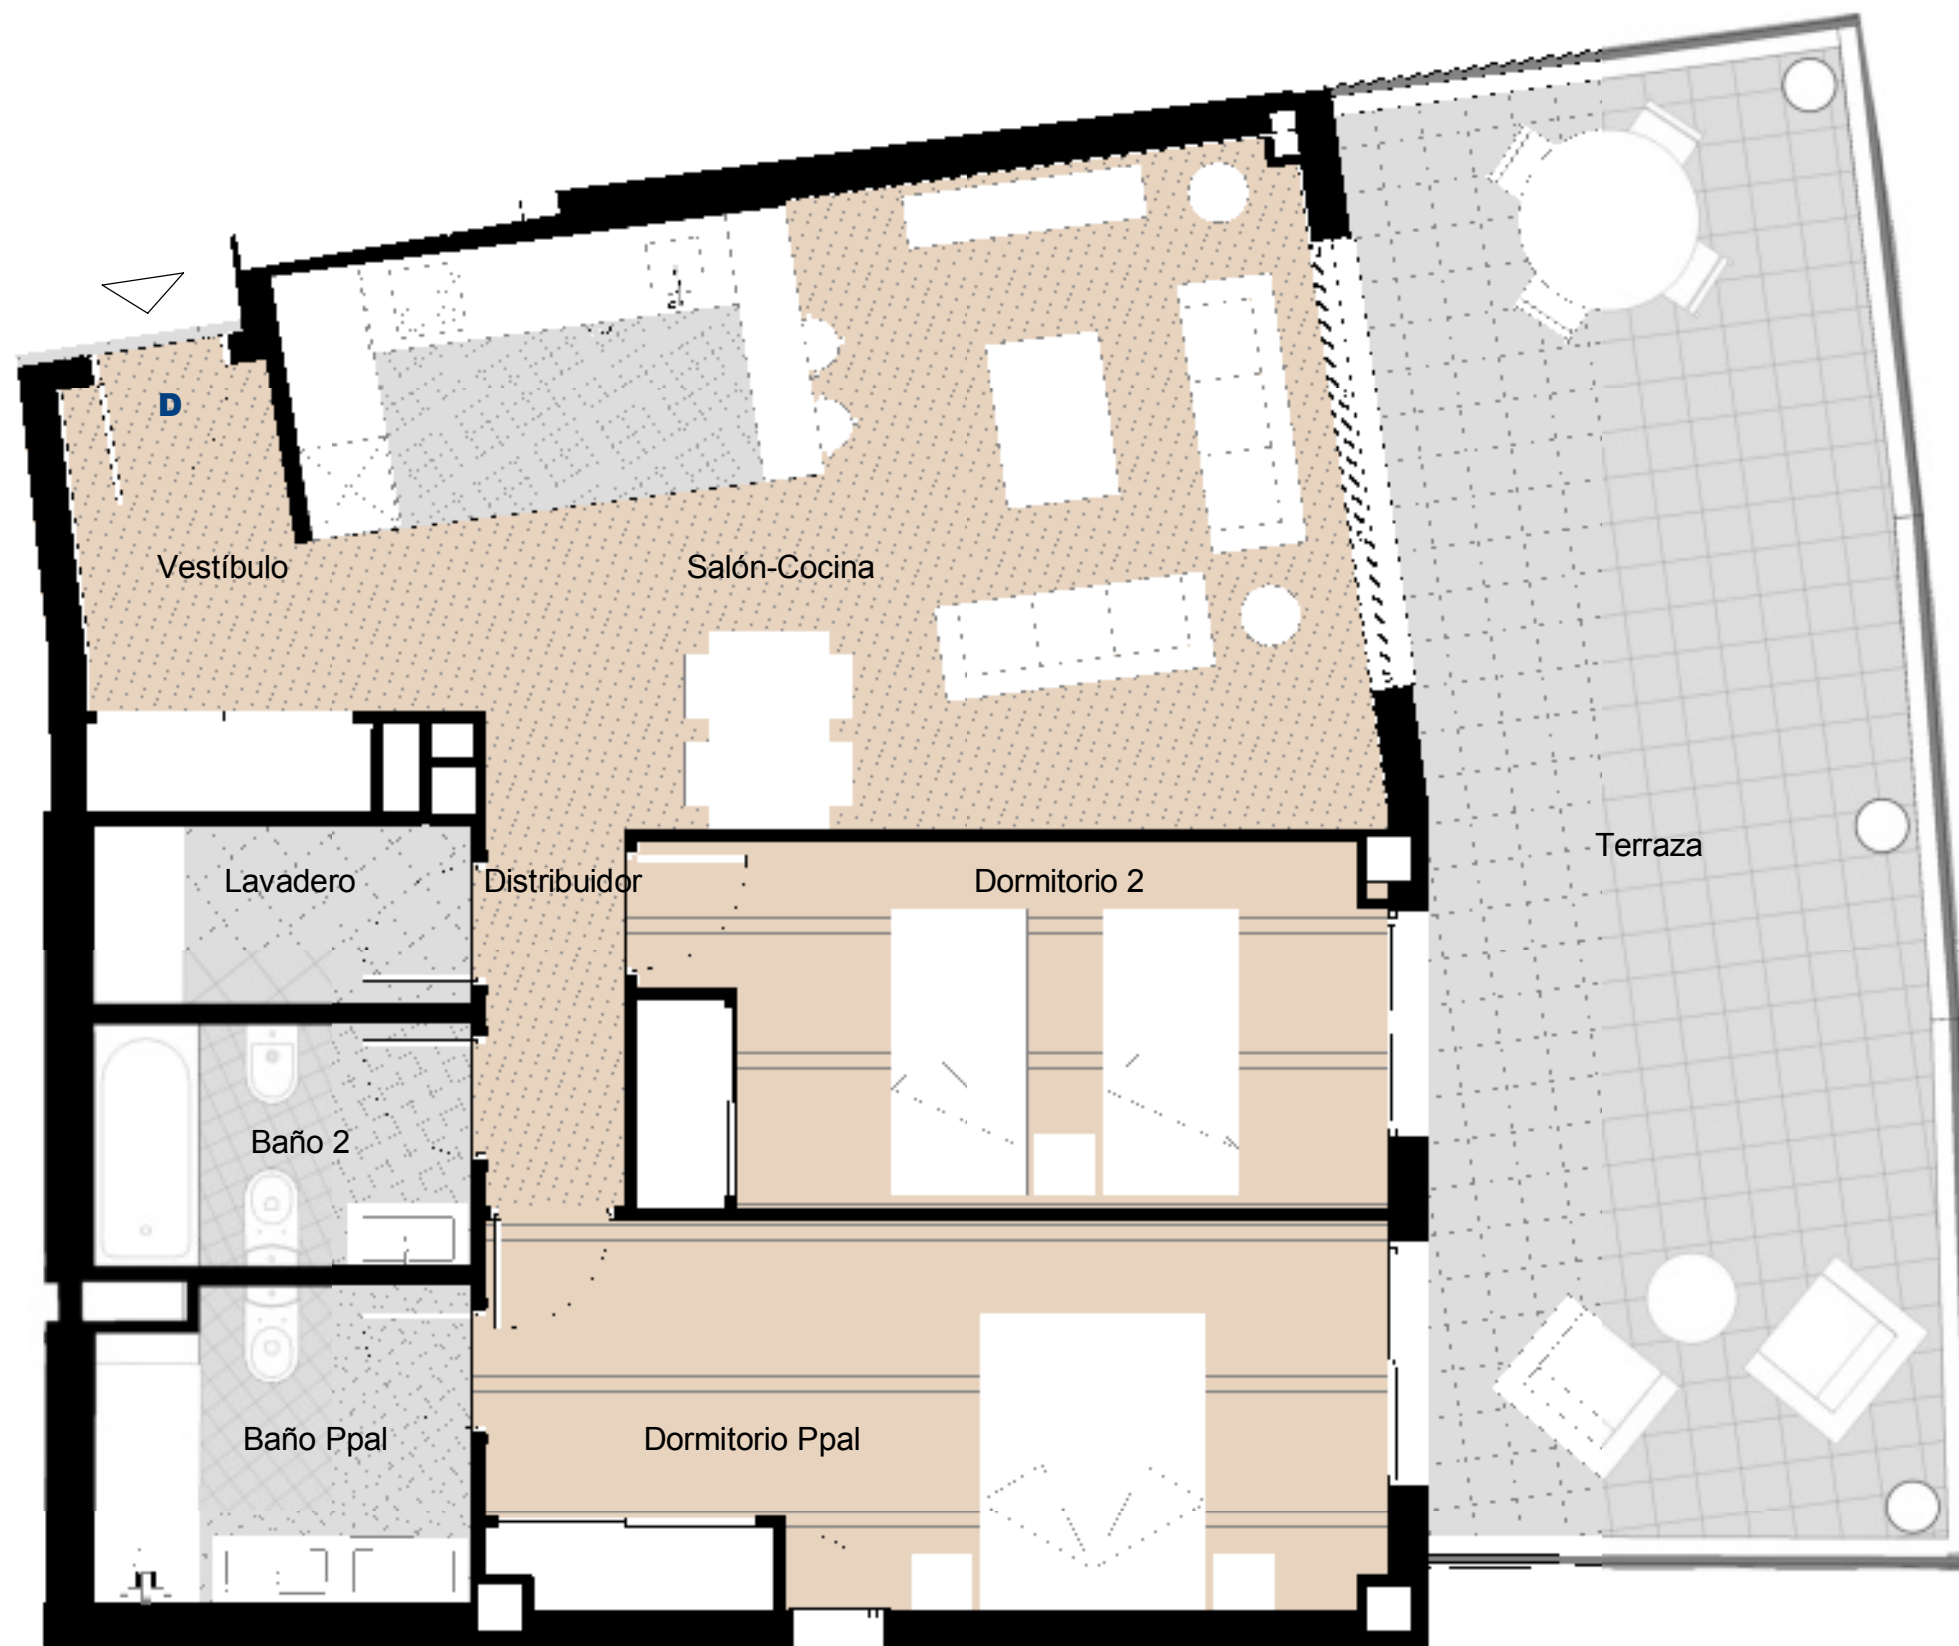 D
Vestíbulo
Salón-Cocina
Terraza
Lavadero
Distribuidor
Dormitorio 2
Baño 2
Baño Ppal
Dormitorio Ppal